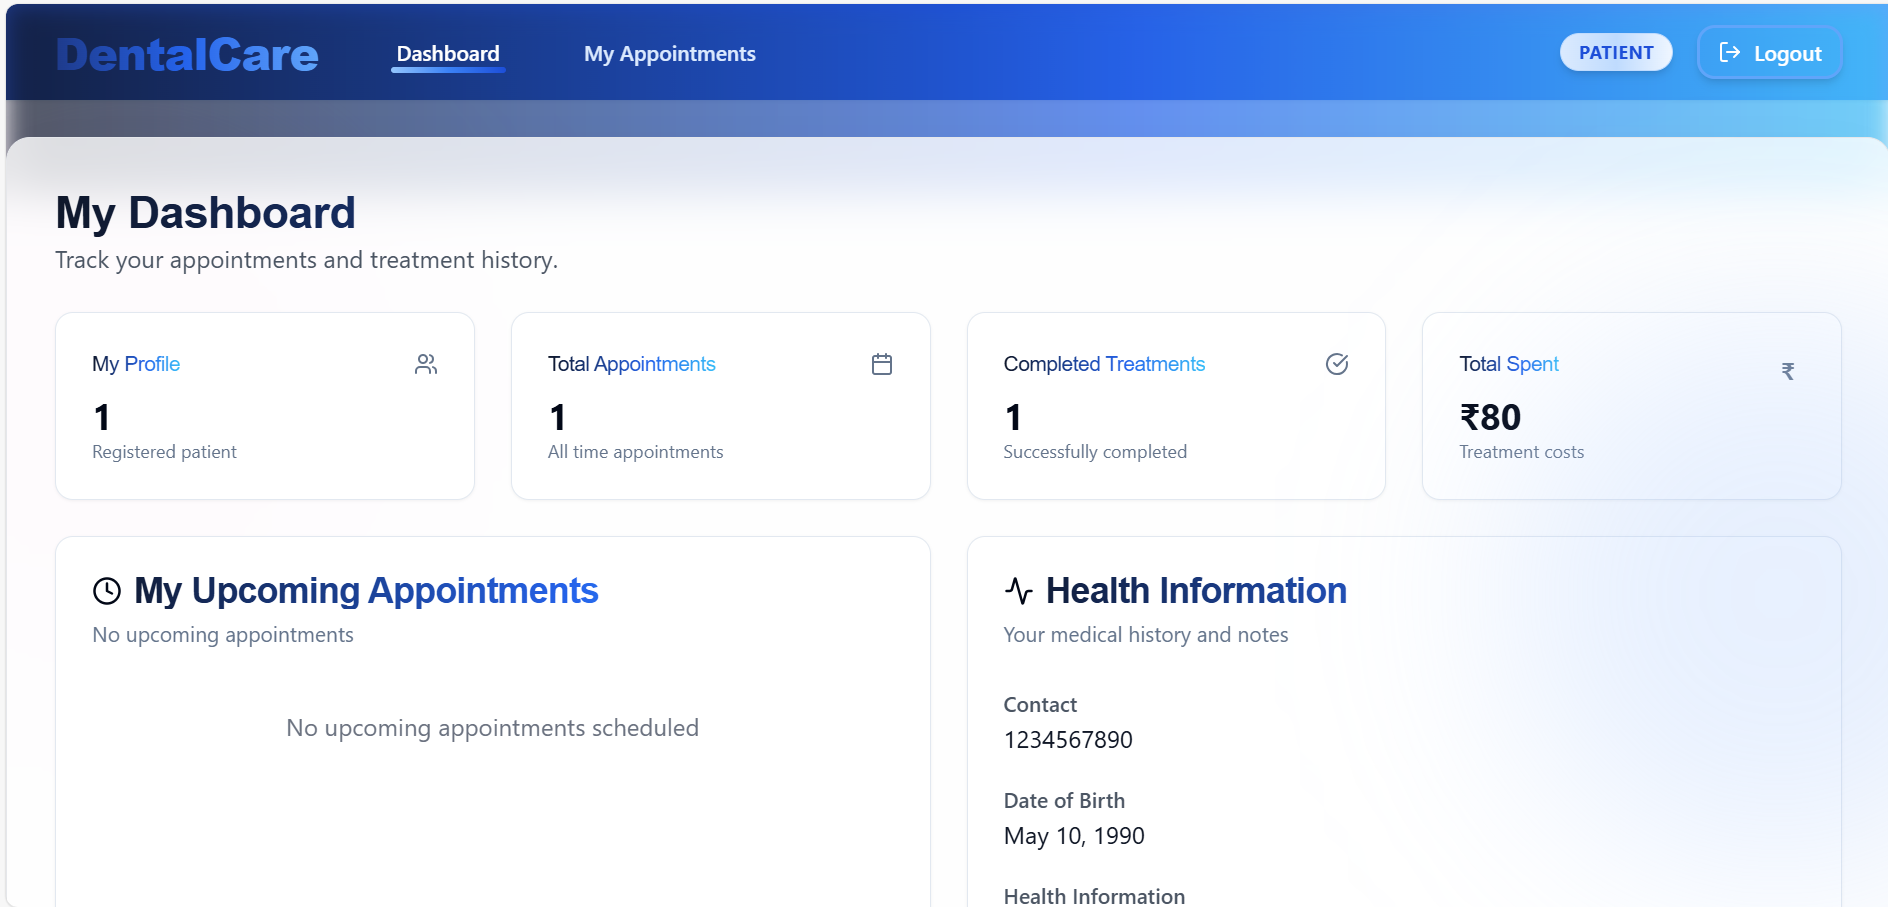 DentalCare
Dashboard
My Appointments
PATIENT
Logout
My Dashboard
Track your appointments and treatment history.
My Profile
1
Registered patient
Total Appointments
1
All time appointments
Completed Treatments
1
Successfully completed
Total Spent
₹
₹80
Treatment costs
My Upcoming Appointments
No upcoming appointments
No upcoming appointments scheduled
Health Information
Your medical history and notes
Contact
1234567890
Date of Birth
May 10, 1990
Health Information